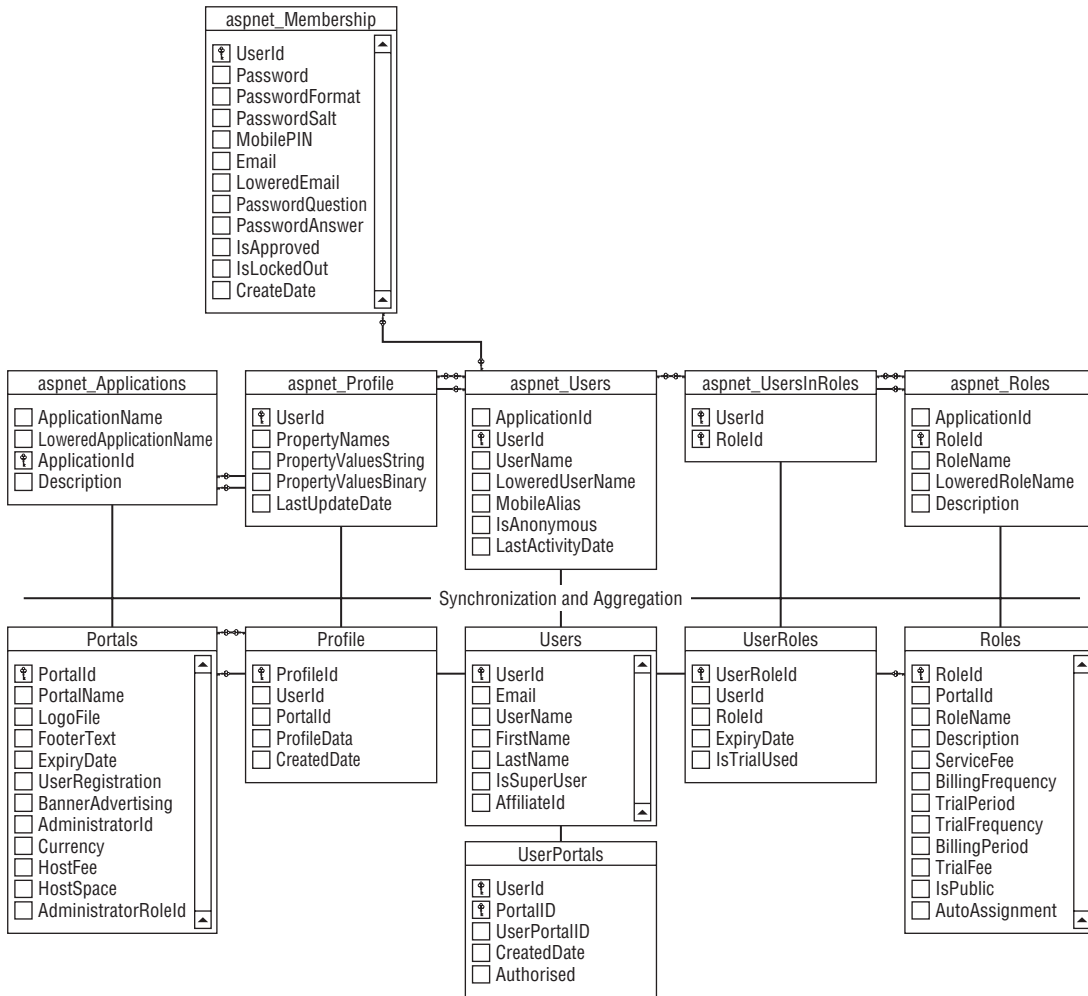 aspnet_Membership
UserId
Password
PasswordFormat
PasswordSalt
MobilePIN
Email
LoweredEmail
PasswordQuestion
PasswordAnswer
IsApproved
IsLockedOut
CreateDate
aspnet_Applications
ApplicationName
LoweredApplicationName
ApplicationId
Description
aspnet_Profile
UserId
PropertyNames
PropertyValuesString
PropertyValuesBinary
LastUpdateDate
aspnet_Users
ApplicationId
UserId
UserName
LoweredUserName
MobileAlias
IsAnonymous
LastActivityDate
aspnet_UsersInRoles
UserId
RoleId
aspnet_Roles
ApplicationId
RoleId
RoleName
LoweredRoleName
Description
Synchronization and Aggregation
Portals
PortalId
PortalName
LogoFile
FooterText
ExpiryDate
UserRegistration
BannerAdvertising
AdministratorId
Currency
HostFee
HostSpace
AdministratorRoleId
Profile
ProfileId
UserId
PortalId
ProfileData
CreatedDate
Users
UserId
Email
UserName
FirstName
LastName
IsSuperUser
AffiliateId
UserRoles
UserRoleId
UserId
RoleId
ExpiryDate
IsTrialUsed
Roles
RoleId
PortalId
RoleName
Description
ServiceFee
BillingFrequency
TrialPeriod
TrialFrequency
BillingPeriod
TrialFee
IsPublic
AutoAssignment
UserPortals
UserId
PortalID
UserPortalID
CreatedDate
Authorised